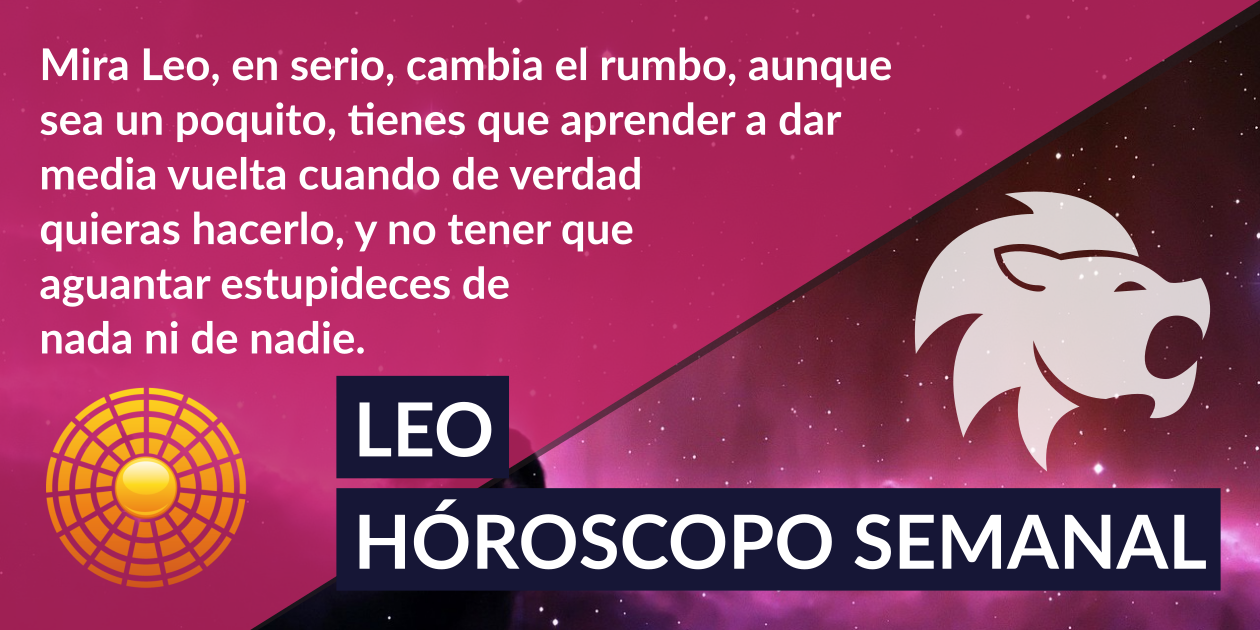 Mira Leo, en serio, cambia el rumbo, aunque
sea un poquito, tienes que aprender a dar
media vuelta cuando de verdad
quieras hacerlo, y no tener que
aguantar estupideces de
nada ni de nadie.
LEO
HÓROSCOPO SEMANAL